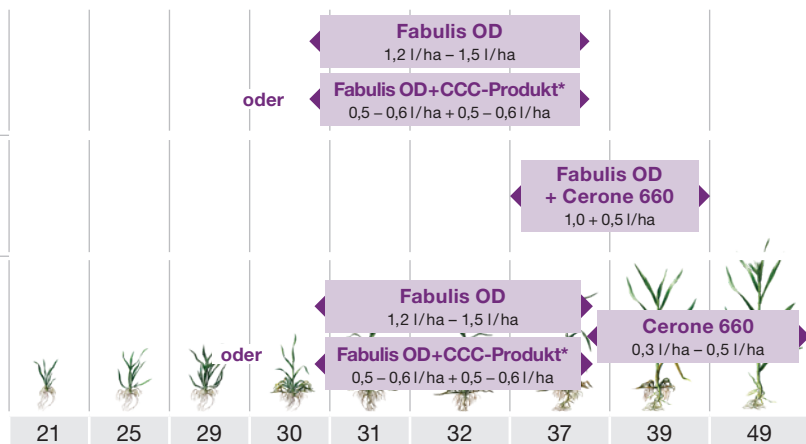 Fabulis OD
1,2 l/ha – 1,5 l/ha
oder
Fabulis OD+CCC-Produkt*
0,5 – 0,6 l/ha + 0,5 – 0,6 l/ha
Fabulis OD
+ Cerone 660
1,0 + 0,5 l/ha
Fabulis OD
1,2 l/ha – 1,5 l/ha
Cerone 660
0,3 l/ha – 0,5 l/ha
oder
Fabulis OD+CCC-Produkt*
0,5 – 0,6 l/ha + 0,5 – 0,6 l/ha
21 25 29 30 31 32 37 39 49